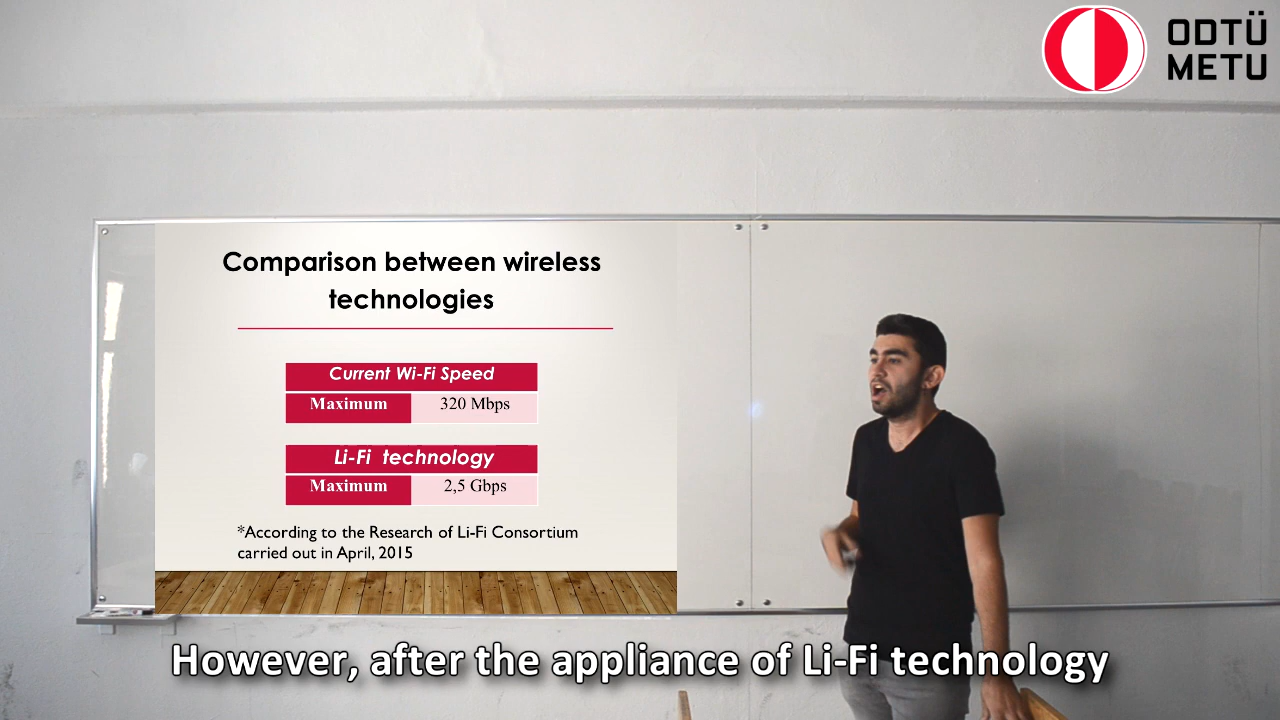 ODTÜ
METU
Comparison between wireless
technologies
Current Wi-Fi Speed
Maximum 320 Mbps
Li-Fi technology
Maximum 2,5 Gbps
*According to the Research of Li-Fi Consortium
carried out in April, 2015
However, after the appliance of Li-Fi technology